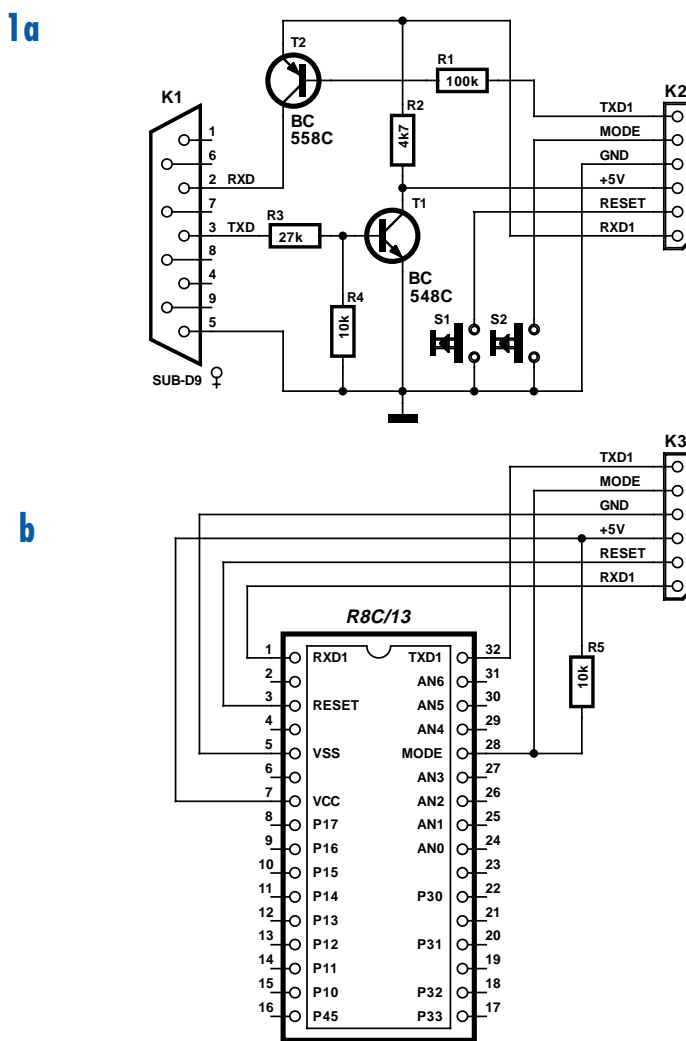 1a
T2
R1
100k
K1
K2
BC
558C
R2
4k7
TXD1
MODE
GND
+5V
RESET
RXD1
1
6
2 RXD
7
3 TXD
8
4
9
5
R3
27k
T1
BC
548C
R4
10k
S1 S2
SUB-D9 ♀
b
K3
TXD1
MODE
GND
+5V
RESET
RXD1
R5
10k
R8C/13
1 RXD1 TXD1 32
2 AN6 31
3 RESET AN5 30
4 AN4 29
5 VSS MODE 28
6 AN3 27
7 VCC AN2 26
8 P17 AN1 25
9 P16 AN0 24
10 P15 23
11 P14 P30 22
12 P13 21
13 P12 P31 20
14 P11 19
15 P10 P32 18
16 P45 P33 17